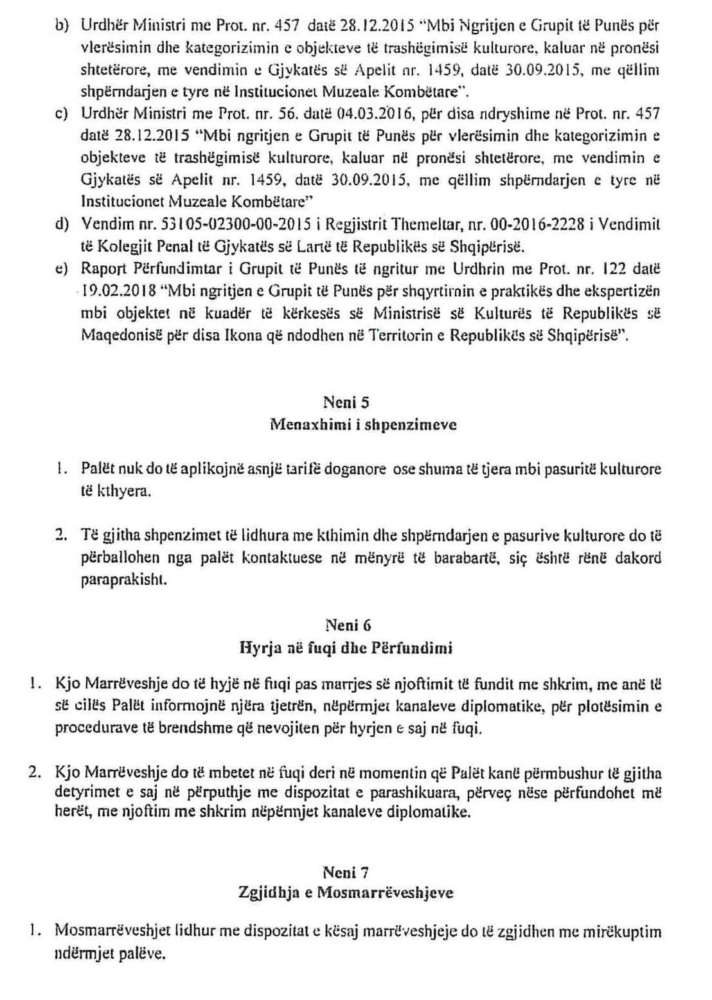 b) Urdhër Ministri me Prot. nr. 457 datë 28.12.2015 “Mbi Ngritjen e Grupit të Punës për
vlerësimin dhe kategorizimin e objekteve të trashëgimisë kulturore, kaluar në pronësi
shtetërore, me vendimin e Gjykatës së Apelit nr. 1459, datë 30.09.2015, me qëllim
shpërndarjen e tyre në Institucionet Muzeale Kombëtare”.
c) Urdhër Ministri me Prot. nr. 56. datë 04.03.2016, për disa ndryshime në Prot. nr. 457
datë 28.12.2015 “Mbi ngritjen e Grupit të Punës për vlerësimin dhe kategorizimin e
objekteve të trashëgimisë kulturore, kaluar në pronësi shtetërore, me vendimin e
Gjykatës së Apelit nr. 1459, datë 30.09.2015, me qëllim shpërndarjen e tyre në
Institucionet Muzeale Kombëtare”
d) Vendim nr. 53105-02300-00-2015 i Regjistrit Themeltar, nr. 00-2016-2228 i Vendimit
të Kolegjit Penal të Gjykatës së Lartë të Republikës së Shqipërisë.
e) Raport Përfundimtar i Grupit të Punës të ngritur me Urdhrin me Prot. nr. 122 datë
19.02.2018 “Mbi ngritjen e Grupit të Punës për shqyrtimin e praktikës dhe ekspertizën
mbi objektet në kuadër të kërkesës së Ministrisë së Kulturës të Republikës së
Maqedonisë për disa Ikona që ndodhen në Territorin e Republikës së Shqipërisë”.
Neni 5
Menaxhimi i shpenzimeve
1. Palët nuk do të aplikojnë asnjë tarifë doganore ose shuma të tjera mbi pasuritë kulturore
të kthyera.
2. Të gjitha shpenzimet të lidhura me kthimin dhe shpërndarjen e pasurive kulturore do të
përballohen nga palët kontaktuese në mënyrë të barabartë, siç është rënë dakord
paraprakisht.
Neni 6
Hyrja në fuqi dhe Përfundimi
1. Kjo Marrëveshje do të hyjë në fuqi pas marrjes së njoftimit të fundit me shkrim, me anë të
së cilës Palët informojnë njëra tjetrën, nëpërmjet kanaleve diplomatike, për plotësimin e
procedurave të brendshme që nevojiten për hyrjen e saj në fuqi.
2. Kjo Marrëveshje do të mbetet në fuqi deri në momentin që Palët kanë përmbushur të gjitha
detyrimet e saj në përputhje me dispozitat e parashikuara, përveç nëse përfundohet më
herët, me njoftim me shkrim nëpërmjet kanaleve diplomatike.
Neni 7
Zgjidhja e Mosmarrëveshjeve
1. Mosmarrëveshjet lidhur me dispozitat e kësaj marrëveshjeje do të zgjidhen me mirëkuptim
ndërmjet palëve.